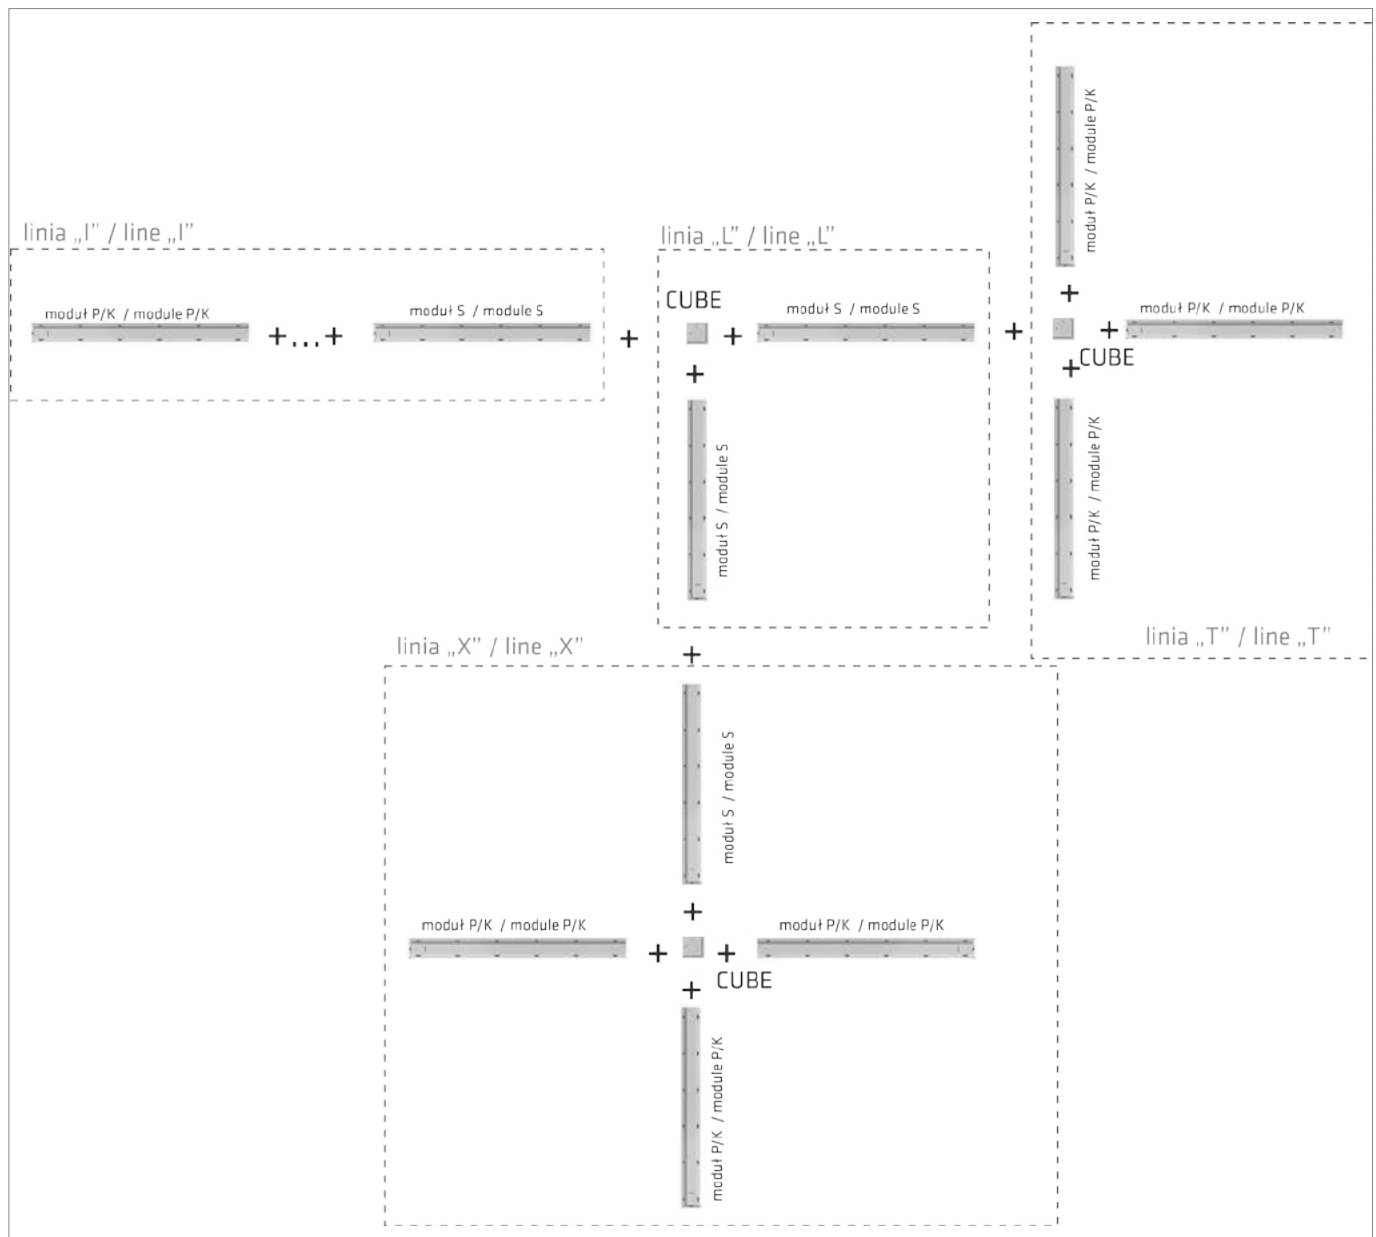 moduł P/K / module P/K
linia „I” / line „I”
linia „L” / line „L”
moduł P/K / module P/K
...
moduł S / module S
CUBE
moduł S / module S
moduł P/K / module P/K
CUBE
moduł S / module S
moduł P/K / module P/K
linia „T” / line „T”
linia „X” / line „X”
moduł S / module S
moduł P/K / module P/K
moduł P/K / module P/K
CUBE
moduł P/K / module P/K